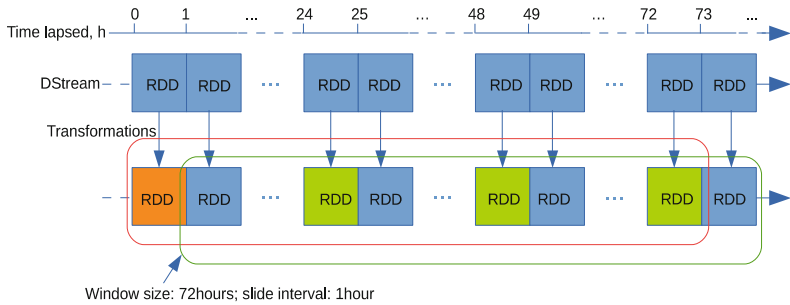 0 1 ... 24 25 ... 48 49 ... 72 73 ...
Time lapsed, h
DStream RDD RDD ... RDD RDD ... RDD RDD ... RDD RDD
Transformations
RDD RDD ... RDD RDD ... RDD RDD ... RDD RDD
Window size: 72hours; slide interval: 1hour